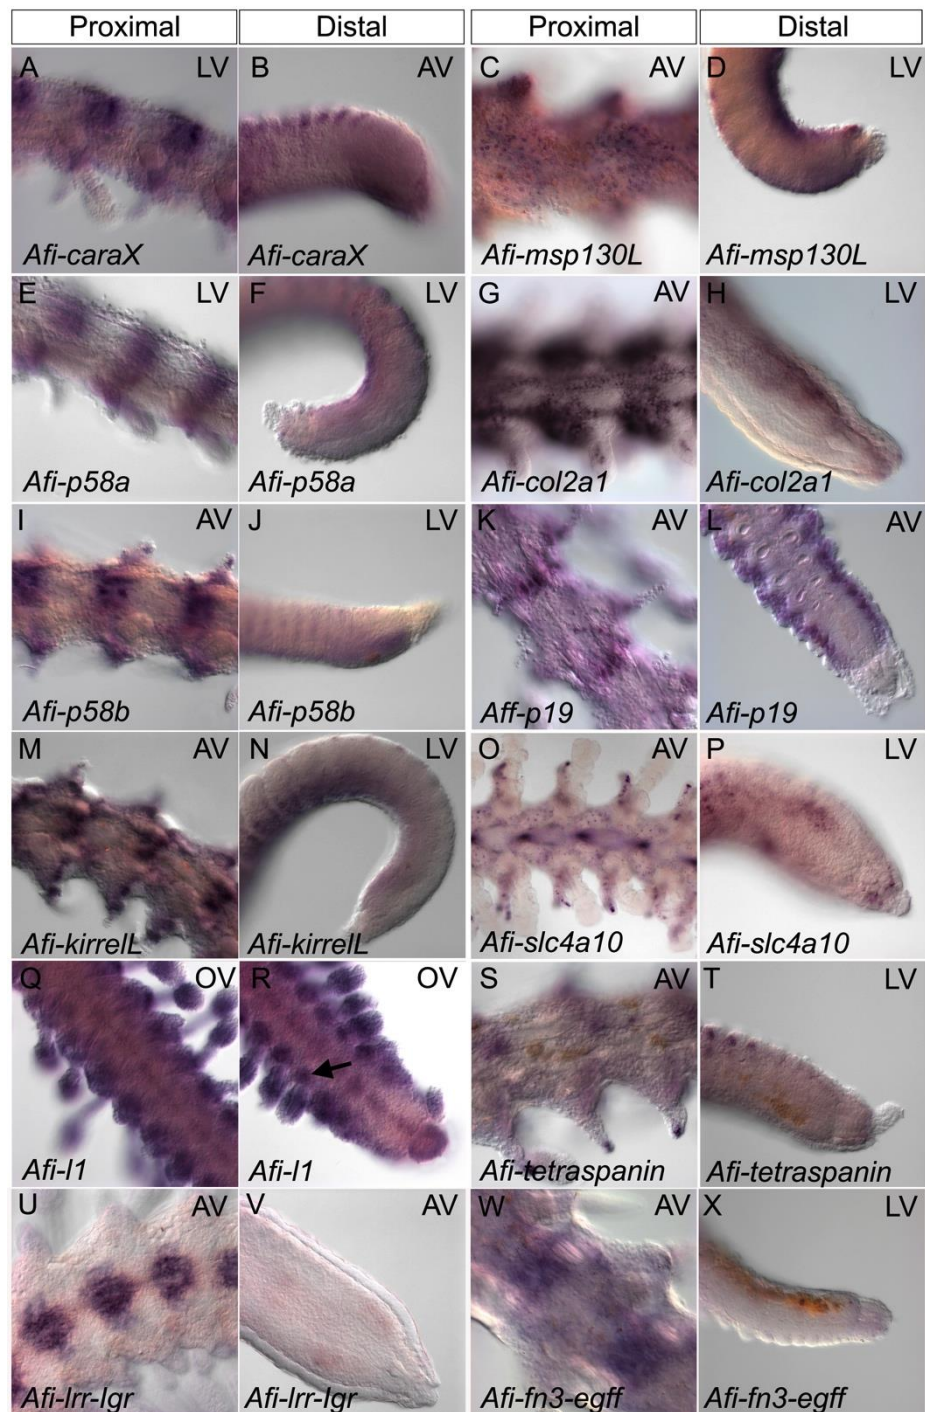 Proximal Distal Proximal Distal
A LV B AV C AV D LV
Afi-caraX Afi-caraX Afi-msp130L Afi-msp130L
E LV F LV G AV H LV
Afi-p58a Afi-p58a Afi-col2a1 Afi-col2a1
I AV J LV K AV L AV
Afi-p58b Afi-p58b Aff-p19 Afi-p19
M AV N LV O AV P LV
Afi-kirrelL Afi-kirrelL Afi-slc4a10 Afi-slc4a10
Q OV R OV S AV T LV
Afi-l1 Afi-l1 Afi-tetraspanin Afi-tetraspanin
U AV V AV W AV X LV
Afi-lrr-lgr Afi-lrr-lgr Afi-fn3-egff Afi-fn3-egff